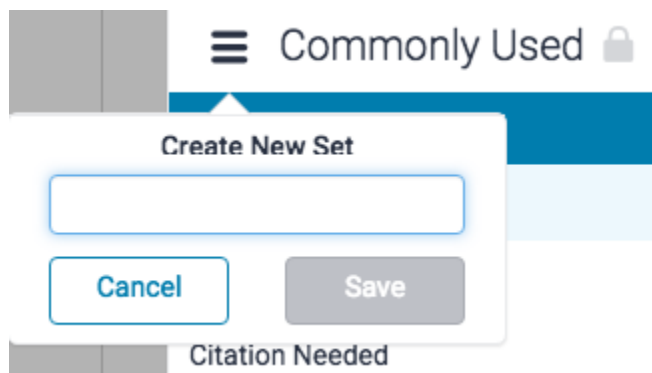 Commonly Used
Create New Set
Cancel
Save
Citation Needed